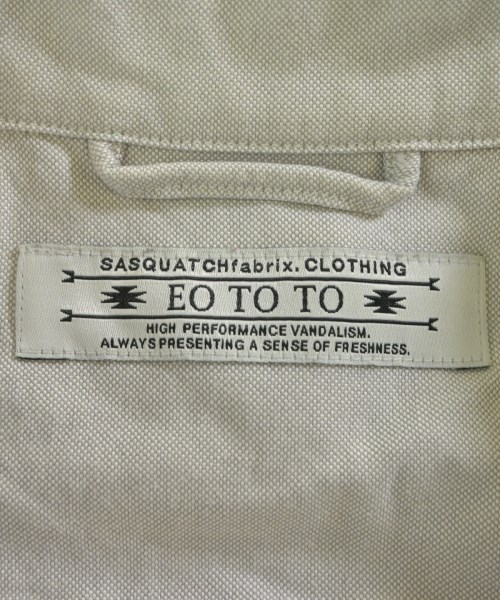 SASQUATCHfabrix. CLOTHING
EO TO TO
HIGH PERFORMANCE VANDALISM.
ALWAYS PRESENTING A SENSE OF FRESHNESS.